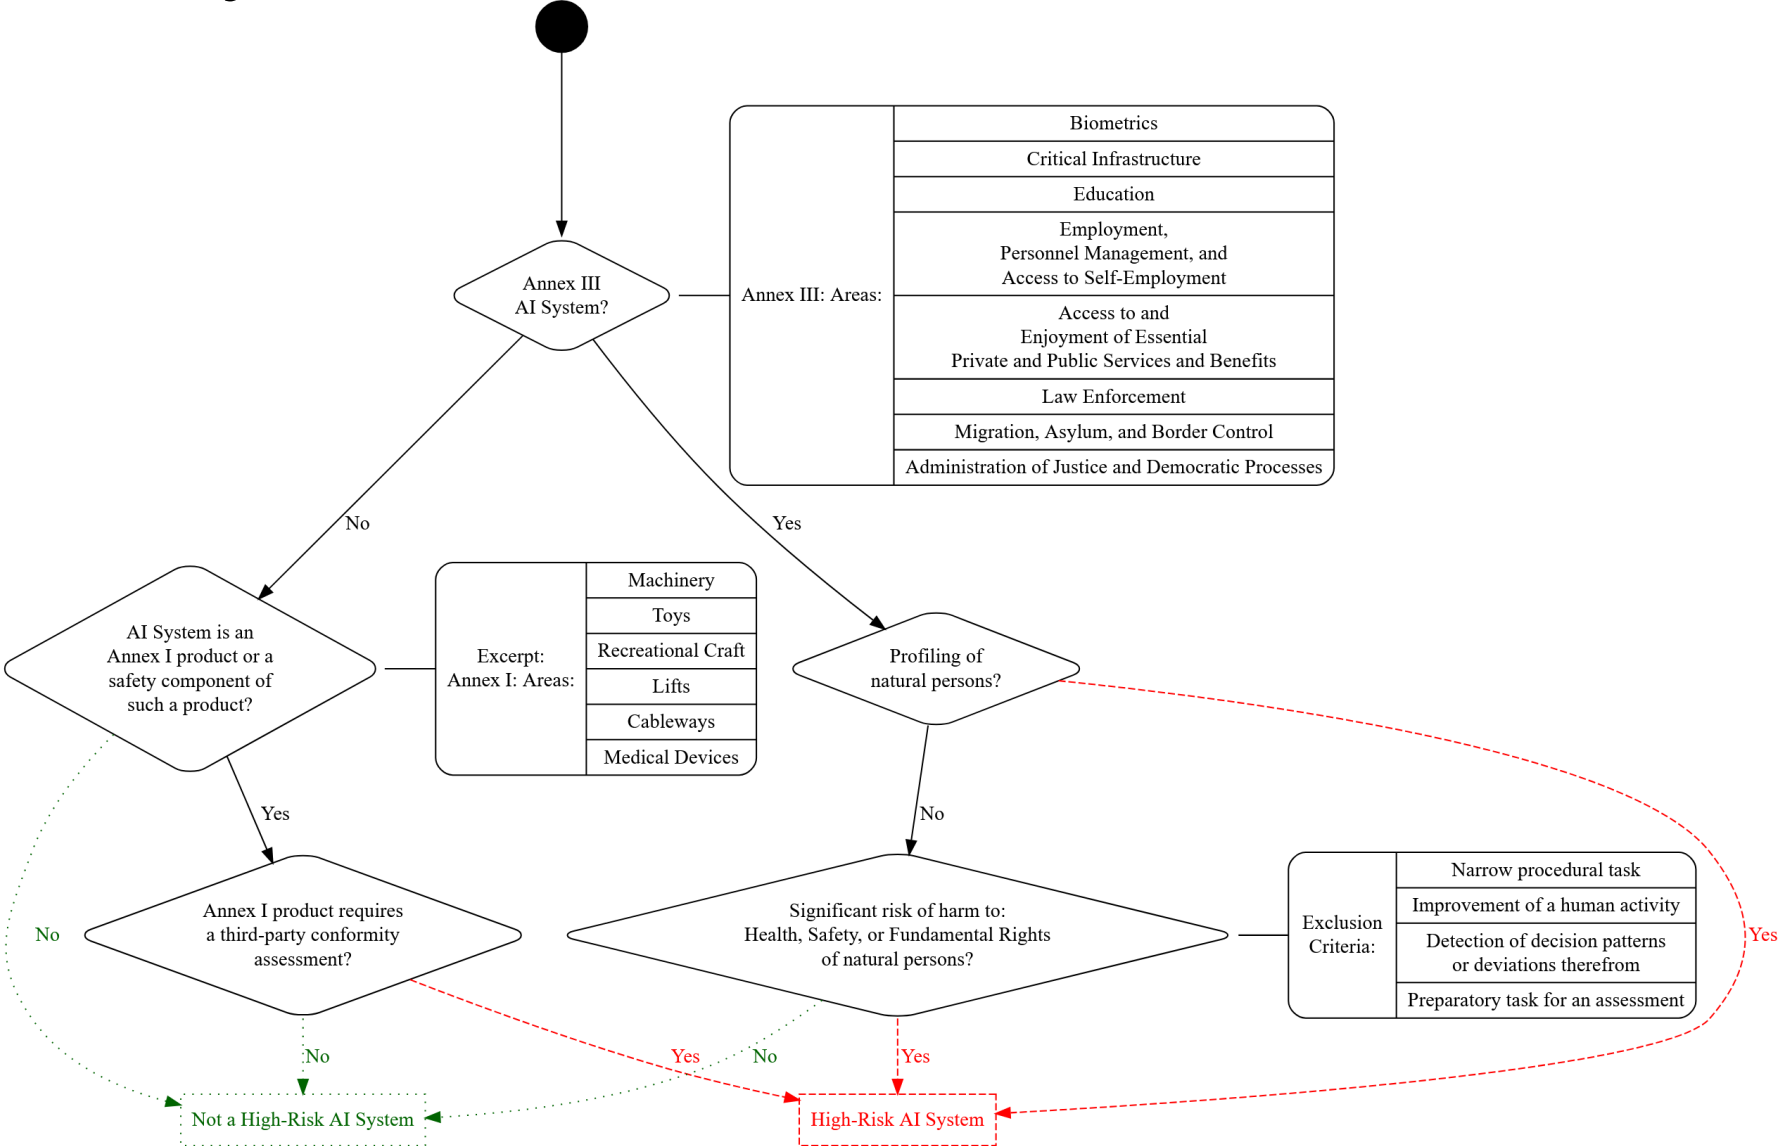 Biometrics
Critical Infrastructure
Education
Employment,
Personnel Management, and
Access to Self-Employment
Annex III
AI System?
Annex III: Areas:
Access to and
Enjoyment of Essential
Private and Public Services and Benefits
Law Enforcement
Migration, Asylum, and Border Control
Administration of Justice and Democratic Processes
No
Yes
AI System is an
Annex I product or a
safety component of
such a product?
Excerpt:
Annex I: Areas:
Machinery
Toys
Recreational Craft
Lifts
Cableways
Medical Devices
Profiling of
natural persons?
Yes
No
No
Annex I product requires
a third-party conformity
assessment?
Significant risk of harm to:
Health, Safety, or Fundamental Rights
of natural persons?
Exclusion
Criteria:
Narrow procedural task
Improvement of a human activity
Detection of decision patterns
or deviations therefrom
Preparatory task for an assessment
Yes
No
Yes
No
Yes
Not a High-Risk AI System
High-Risk AI System